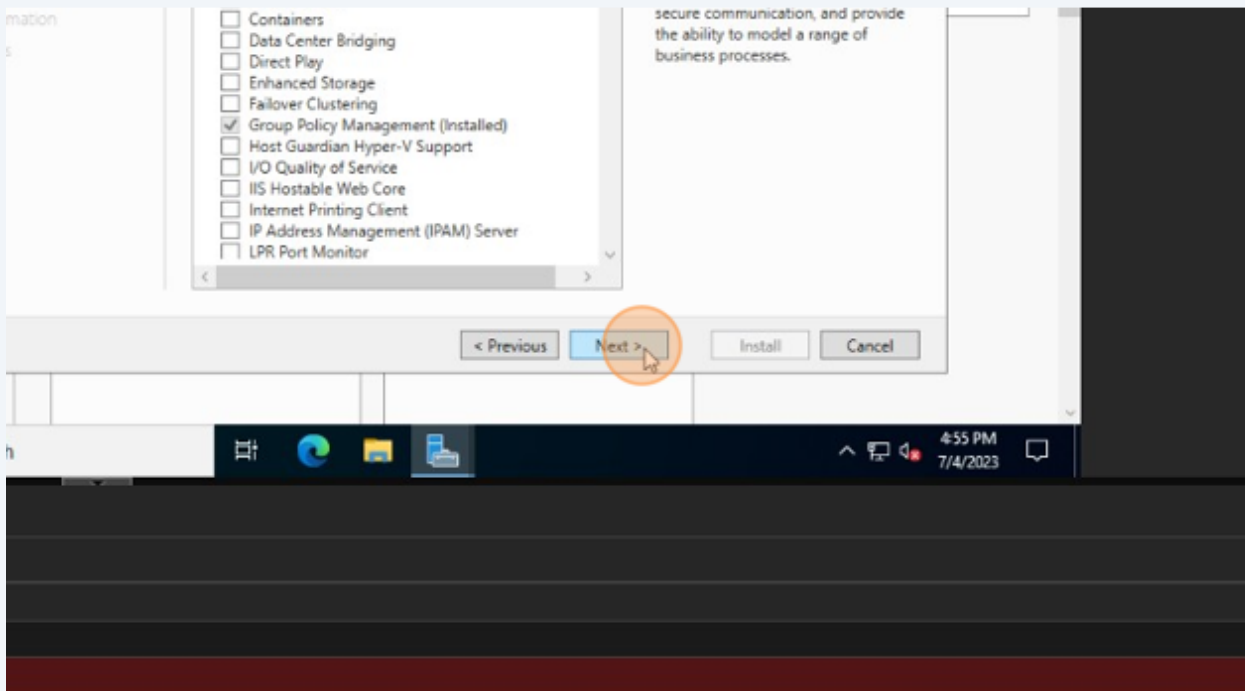 mation
s
Containers
Data Center Bridging
Direct Play
Enhanced Storage
Failover Clustering
Group Policy Management (Installed)
Host Guardian Hyper-V Support
I/O Quality of Service
IIS Hostable Web Core
Internet Printing Client
IP Address Management (IPAM) Server
LPR Port Monitor
secure communication, and provide
the ability to model a range of
business processes.
< Previous
Next >
Install
Cancel
h
4:55 PM
7/4/2023